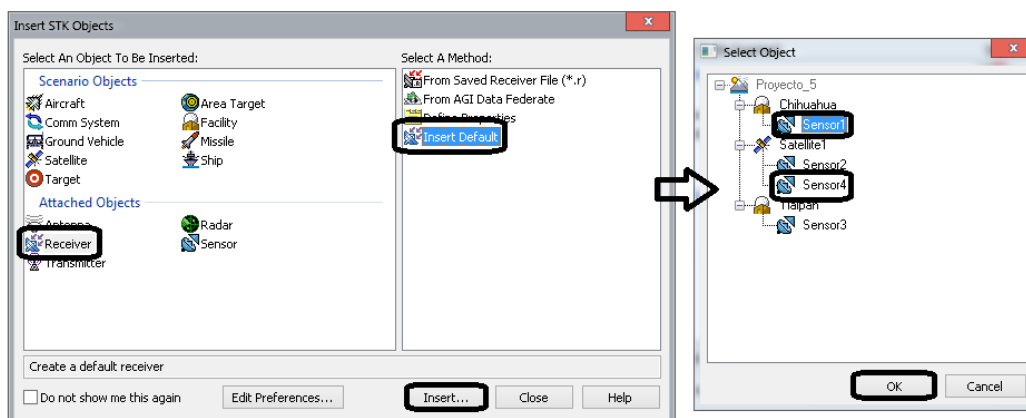 Insert STK Objects
x
Select An Object To Be Inserted:
Scenario Objects
Aircraft
Area Target
Comm System
Facility
Ground Vehicle
Missile
Satellite
Ship
Target
Attached Objects
Antenna
Radar
Receiver
Sensor
Transmitter
Select A Method:
From Saved Receiver File (*.r)
From AGI Data Federate
Define Properties
Insert Default
Create a default receiver
Do not show me this again
Edit Preferences...
Insert...
Close
Help
Select Object
x
Proyecto_5
Chihuahua
Sensor1
Satellite1
Sensor2
Sensor4
Tlalpan
Sensor3
OK
Cancel